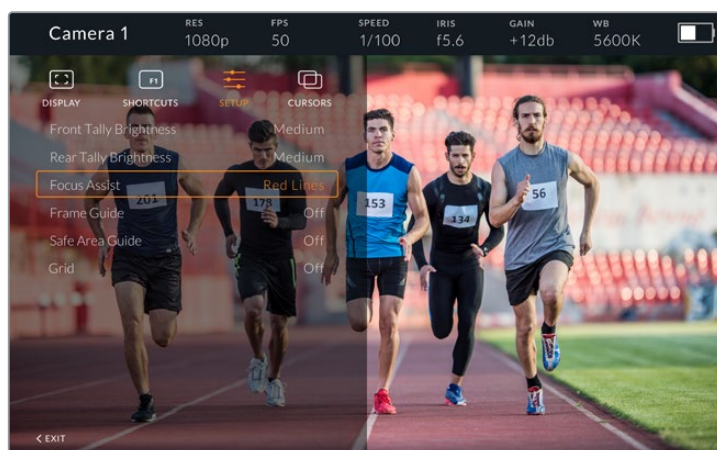 Camera 1 RES FPS SPEED IRIS GAIN WB
1080p 50 1/100 f5.6 +12db 5600K
F1
DISPLAY SHORTCUTS SETUP CURSORS
Front Tally Brightness Medium
Rear Tally Brightness Medium
Focus Assist Red Lines
Frame Guide Off
Safe Area Guide Off
Grid Off
201 178 153 134 56
< EXIT